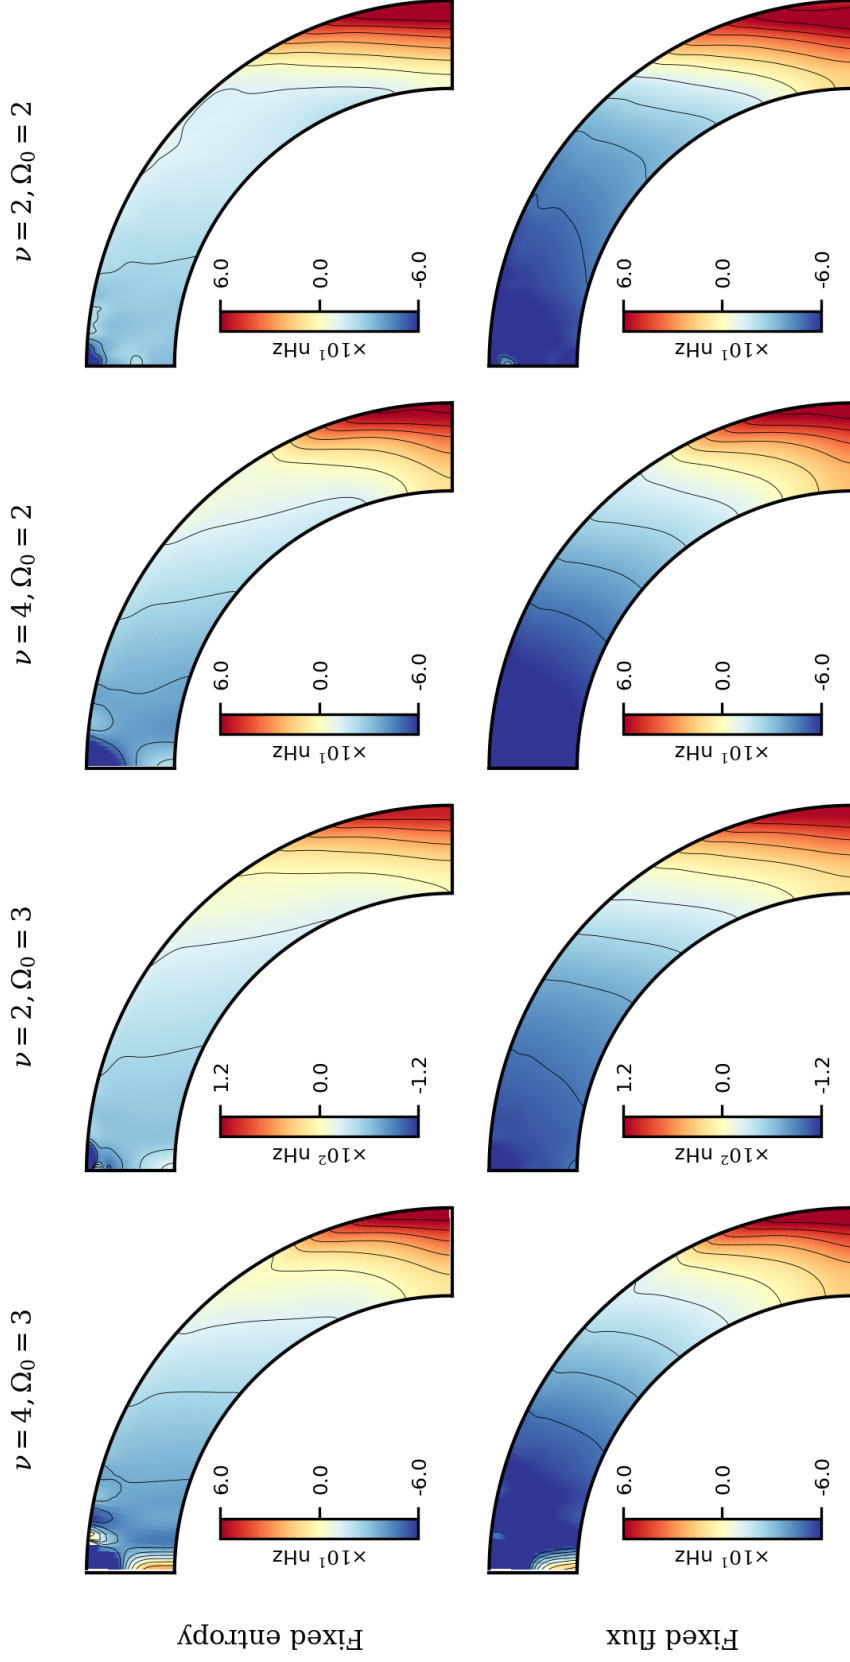 ν = 4, Ω₀ = 3
ν = 2, Ω₀ = 3
ν = 4, Ω₀ = 2
ν = 2, Ω₀ = 2
Fixed entropy
×10¹ nHz
6.0
0.0
-6.0
×10² nHz
1.2
0.0
-1.2
×10¹ nHz
6.0
0.0
-6.0
×10¹ nHz
6.0
0.0
-6.0
Fixed flux
×10¹ nHz
6.0
0.0
-6.0
×10² nHz
1.2
0.0
-1.2
×10¹ nHz
6.0
0.0
-6.0
×10¹ nHz
6.0
0.0
-6.0